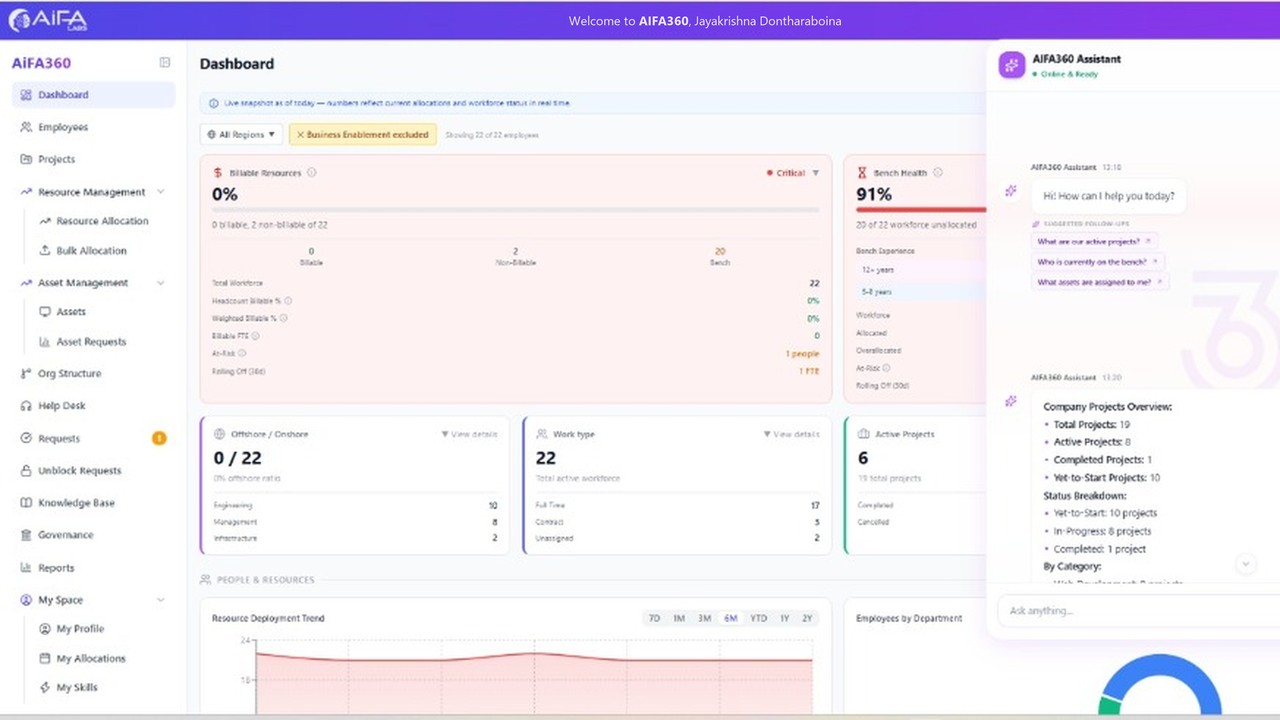 AiFA
LABS
Welcome to AIFA360, Jayakrishna Dontharaboina
AiFA360
Dashboard
Employees
Projects
Resource Management
Resource Allocation
Bulk Allocation
Asset Management
Assets
Asset Requests
Org Structure
Help Desk
Requests
1
Unblock Requests
Knowledge Base
Governance
Reports
My Space
My Profile
My Allocations
My Skills
Dashboard
Live snapshot as of today — numbers reflect current allocations and workforce status in real time.
All Regions
Business Enablement excluded
Showing 22 of 22 employees
Billable Resources
Critical
0%
0 billable, 2 non-billable of 22
0 2 20
Billable Non-Billable Bench
Total Workforce 22
Headcount Billable % 0%
Weighted Billable % 0%
Billable FTE 0
At-Risk 1 people
Rolling Off (30d) 1 FTE
Bench Health
91%
20 of 22 workforce unallocated
Bench Experience
12+ years
5-8 years
Workforce
Allocated
Overallocated
At-Risk
Rolling Off (30d)
Offshore / Onshore
View details
0 / 22
0% offshore ratio
Engineering 10
Management 8
Infrastructure 2
Work type
View details
22
Total active workforce
Full Time 17
Contract 3
Unassigned 2
Active Projects
6
19 total projects
Completed
Cancelled
PEOPLE & RESOURCES
Resource Deployment Trend
7D 1M 3M 6M YTD 1Y 2Y
24
18
Employees by Department
AIFA360 Assistant
Online & Ready
AIFA360 Assistant 13:18
Hi! How can I help you today?
SUGGESTED FOLLOW-UPS
What are our active projects?
Who is currently on the bench?
What assets are assigned to me?
36
AIFA360 Assistant 13:20
Company Projects Overview:
• Total Projects: 19
• Active Projects: 8
• Completed Projects: 1
• Yet-to-Start Projects: 10
Status Breakdown:
• Yet-to-Start: 10 projects
• In-Progress: 8 projects
• Completed: 1 project
By Category:
Ask anything...